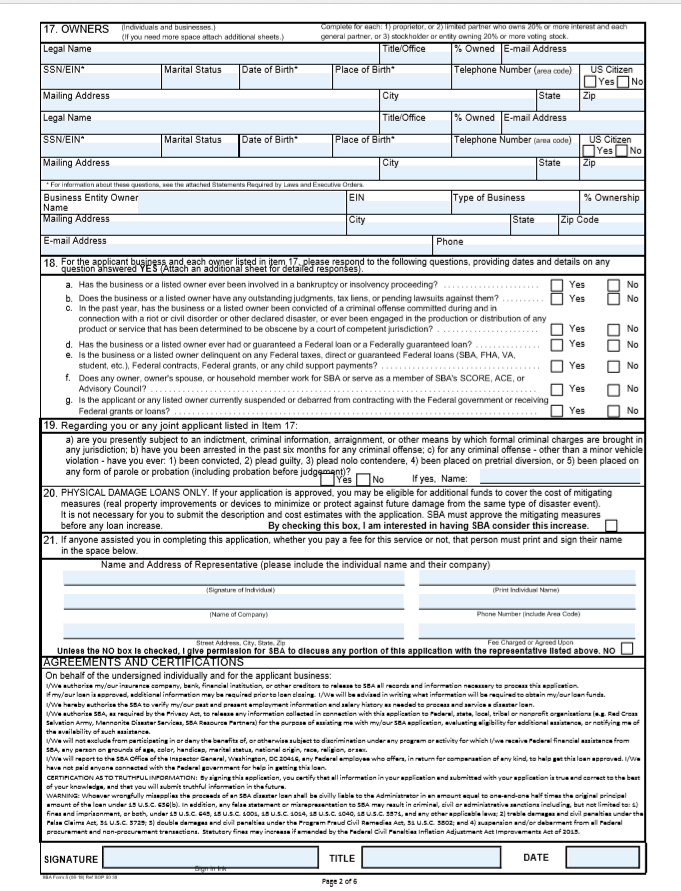 17. OWNERS (Individuals and businesses.) Complete for each: 1) proprietor, or 2) limited partner who owns 20% or more interest and each
(If you need more space attach additional sheets.) general partner, or 3) stockholder or entity owning 20% or more voting stock.
Legal Name Title/Office % Owned E-mail Address
SSN/EIN* Marital Status Date of Birth* Place of Birth* Telephone Number (area code) US Citizen
Yes No
Mailing Address City State Zip
Legal Name Title/Office % Owned E-mail Address
SSN/EIN* Marital Status Date of Birth* Place of Birth* Telephone Number (area code) US Citizen
Yes No
Mailing Address City State Zip
* For information about these questions, see the attached Statements Required by Laws and Executive Orders.
Business Entity Owner EIN Type of Business % Ownership
Name
Mailing Address City State Zip Code
E-mail Address Phone
18. For the applicant business and each owner listed in item 17, please respond to the following questions, providing dates and details on any
question answered YES (Attach an additional sheet for detailed responses).
a. Has the business or a listed owner ever been involved in a bankruptcy or insolvency proceeding? Yes No
b. Does the business or a listed owner have any outstanding judgments, tax liens, or pending lawsuits against them? Yes No
c. In the past year, has the business or a listed owner been convicted of a criminal offense committed during and in
connection with a riot or civil disorder or other declared disaster, or ever been engaged in the production or distribution of any
product or service that has been determined to be obscene by a court of competent jurisdiction? Yes No
d. Has the business or a listed owner ever had or guaranteed a Federal loan or a Federally guaranteed loan? Yes No
e. Is the business or a listed owner delinquent on any Federal taxes, direct or guaranteed Federal loans (SBA, FHA, VA,
student, etc.), Federal contracts, Federal grants, or any child support payments? Yes No
f. Does any owner, owner's spouse, or household member work for SBA or serve as a member of SBA's SCORE, ACE, or
Advisory Council? Yes No
g. Is the applicant or any listed owner currently suspended or debarred from contracting with the Federal government or receiving
Federal grants or loans? Yes No
19. Regarding you or any joint applicant listed in Item 17:
a) are you presently subject to an indictment, criminal information, arraignment, or other means by which formal criminal charges are brought in
any jurisdiction; b) have you been arrested in the past six months for any criminal offense; c) for any criminal offense - other than a minor vehicle
violation - have you ever: 1) been convicted, 2) plead guilty, 3) plead nolo contendere, 4) been placed on pretrial diversion, or 5) been placed on
any form of parole or probation (including probation before judgement)?
Yes No If yes, Name:
20. PHYSICAL DAMAGE LOANS ONLY. If your application is approved, you may be eligible for additional funds to cover the cost of mitigating
measures (real property improvements or devices to minimize or protect against future damage from the same type of disaster event).
It is not necessary for you to submit the description and cost estimates with the application. SBA must approve the mitigating measures
before any loan increase. By checking this box, I am interested in having SBA consider this increase.
21. If anyone assisted you in completing this application, whether you pay a fee for this service or not, that person must print and sign their name
in the space below.
Name and Address of Representative (please include the individual name and their company)
(Signature of Individual) (Print Individual Name)
(Name of Company) Phone Number (Include Area Code)
Street Address, City, State, Zip Fee Charged or Agreed Upon
Unless the NO box is checked, I give permission for SBA to discuss any portion of this application with the representative listed above. NO
AGREEMENTS AND CERTIFICATIONS
On behalf of the undersigned individually and for the applicant business:
I/We authorize my/our insurance company, bank, financial institution, or other creditors to release to SBA all records and information necessary to process this application.
If my/our loan is approved, additional information may be required prior to loan closing. I/We will be advised in writing what information will be required to obtain my/our loan funds.
I/We hereby authorize the SBA to verify my/our past and present employment information and salary history as needed to process and service a disaster loan.
I/We authorize SBA, as required by the Privacy Act, to release any information collected in connection with this application to Federal, state, local, tribal or nonprofit organizations (e.g. Red Cross
Salvation Army, Mennonite Disaster Services, SBA Resource Partners) for the purpose of assisting me with my/our SBA application, evaluating eligibility for additional assistance, or notifying me of
the availability of such assistance.
I/We will not exclude from participating in or deny the benefits of, or otherwise subject to discrimination under any program or activity for which I/we receive Federal financial assistance from
SBA, any person on grounds of age, color, handicap, marital status, national origin, race, religion, or sex.
I/We will report to the SBA Office of the Inspector General, Washington, DC 20416, any Federal employee who offers, in return for compensation of any kind, to help get this loan approved. I/We
have not paid anyone connected with the Federal government for help in getting this loan.
CERTIFICATION AS TO TRUTHFUL INFORMATION: By signing this application, you certify that all information in your application and submitted with your application is true and correct to the best
of your knowledge, and that you will submit truthful information in the future.
WARNING: Whoever wrongfully misapplies the proceeds of an SBA disaster loan shall be civilly liable to the Administrator in an amount equal to one-and-one half times the original principal
amount of the loan under 15 U.S.C. 636(b). In addition, any false statement or misrepresentation to SBA may result in criminal, civil or administrative sanctions including, but not limited to: 1)
fines and imprisonment, or both, under 15 U.S.C. 645, 18 U.S.C. 1001, 18 U.S.C. 1014, 18 U.S.C. 1040, 18 U.S.C. 3571, and any other applicable laws; 2) treble damages and civil penalties under the
False Claims Act, 31 U.S.C. 3729; 3) double damages and civil penalties under the Program Fraud Civil Remedies Act, 31 U.S.C. 3802; and 4) suspension and/or debarment from all Federal
procurement and non-procurement transactions. Statutory fines may increase if amended by the Federal Civil Penalties Inflation Adjustment Act Improvements Act of 2015.
SIGNATURE TITLE DATE
Sign in Ink
SBA Form 5 Ref SOP 50 30
Page 2 of 6